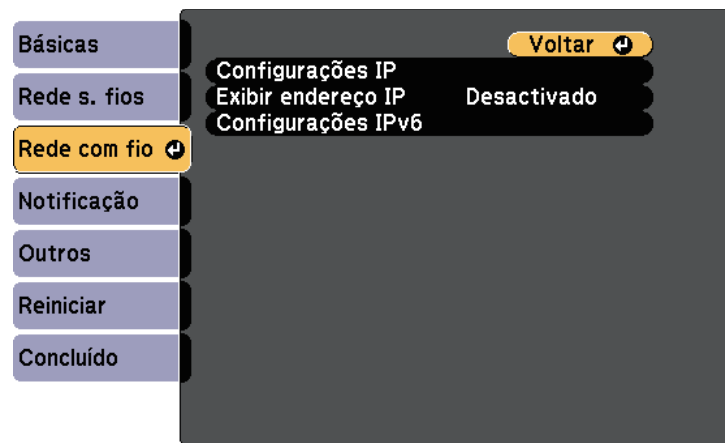 Básicas
Rede s. fios
Rede com fio
Notificação
Outros
Reiniciar
Concluído
Voltar
Configurações IP
Exibir endereço IP Desactivado
Configurações IPv6